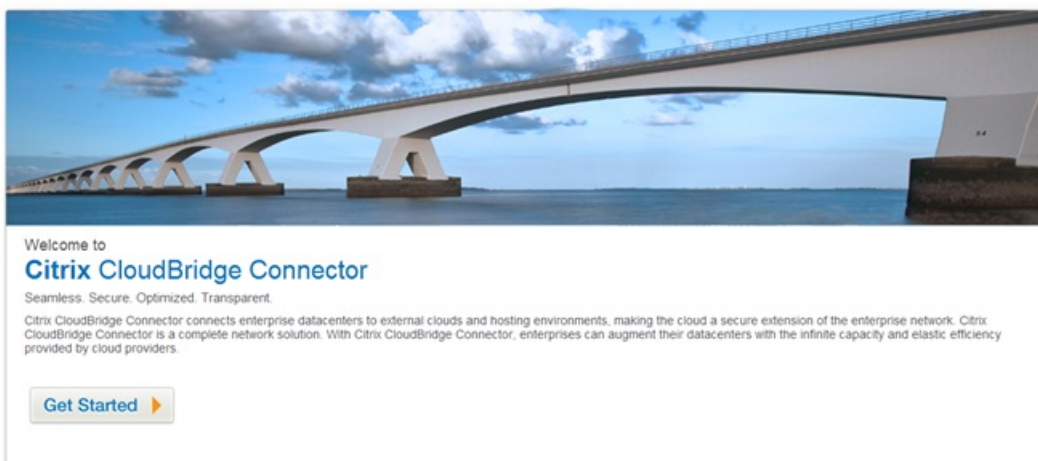 54
Welcome to
Citrix CloudBridge Connector
Seamless. Secure. Optimized. Transparent.
Citrix CloudBridge Connector connects enterprise datacenters to external clouds and hosting environments, making the cloud a secure extension of the enterprise network. Citrix
CloudBridge Connector is a complete network solution. With Citrix CloudBridge Connector, enterprises can augment their datacenters with the infinite capacity and elastic efficiency
provided by cloud providers.
Get Started